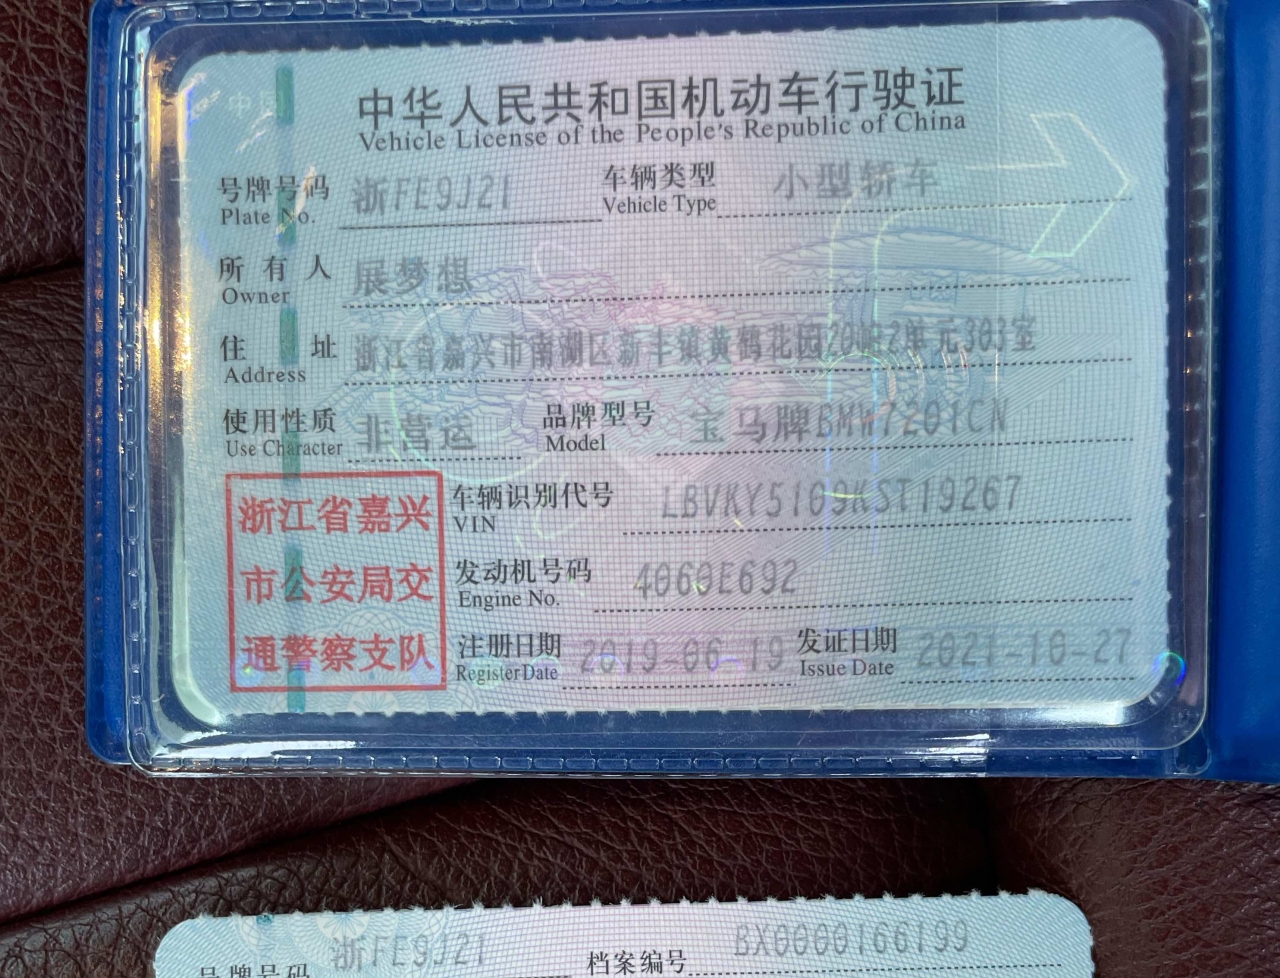 中华人民共和国机动车行驶证
Vehicle License of the People's Republic of China
号牌号码 浙FE9J21 车辆类型 小型轿车
Plate No. Vehicle Type
所有人 展梦想
Owner
住址 浙江省嘉兴市南湖区新丰镇黄鹤花园20幢2单元303室
Address
使用性质 非营运 品牌型号 宝马牌BMW7201CN
Use Character Model
浙江省嘉兴 车辆识别代号 LBVKY5109KST19267
VIN
市公安局交 发动机号码 4060E692
Engine No.
通警察支队 注册日期 2019-06-19 发证日期 2021-10-27
Register Date Issue Date
号牌号码 浙FE9J21 档案编号 BX0000166199